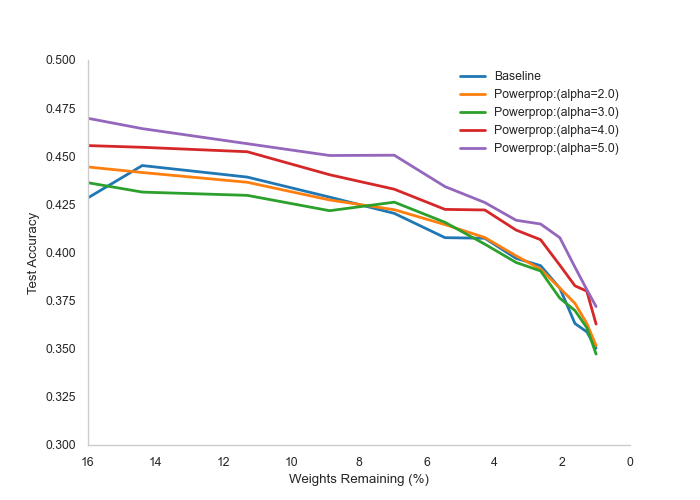 0.500
0.475
0.450
0.425
0.400
0.375
0.350
0.325
0.300
Test Accuracy
Baseline
Powerprop:(alpha=2.0)
Powerprop:(alpha=3.0)
Powerprop:(alpha=4.0)
Powerprop:(alpha=5.0)
16 14 12 10 8 6 4 2 0
Weights Remaining (%)